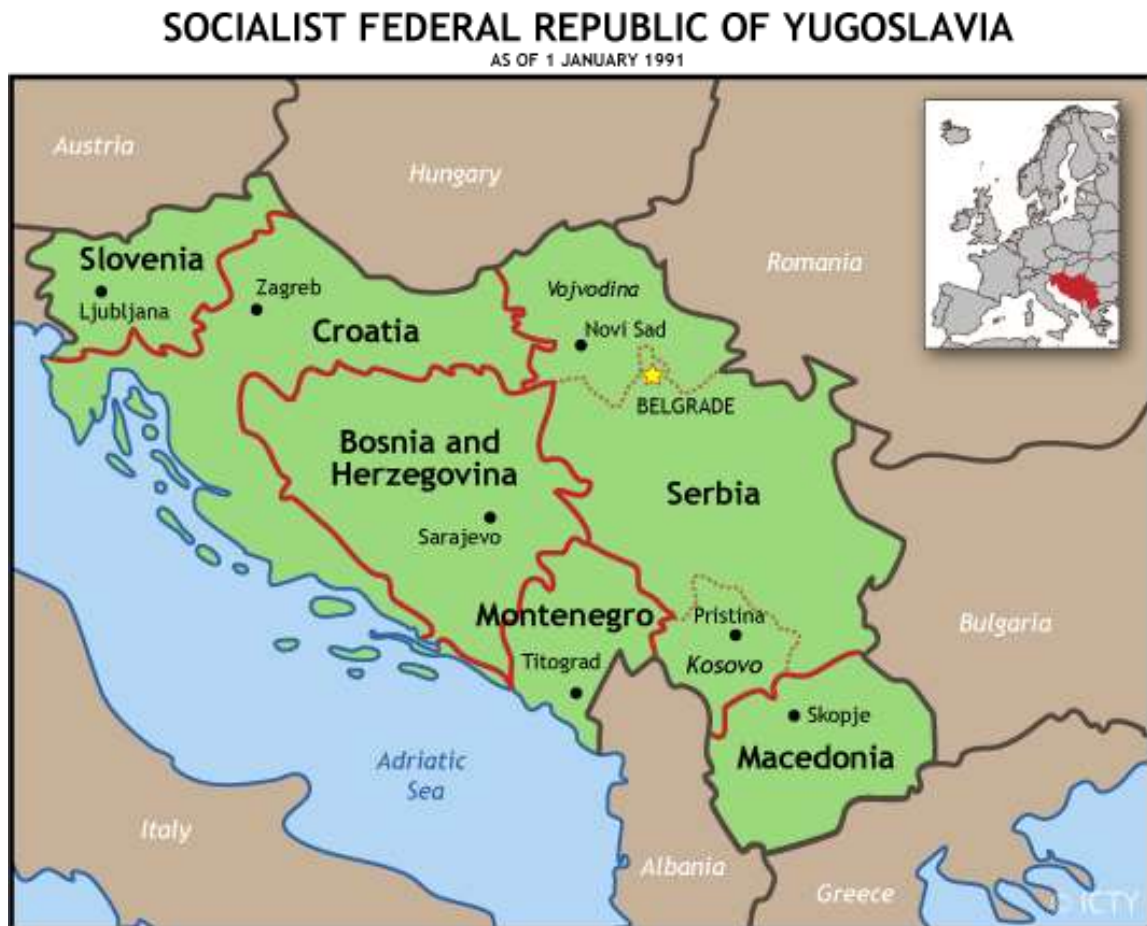 SOCIALIST FEDERAL REPUBLIC OF YUGOSLAVIA
AS OF 1 JANUARY 1991
Austria
Hungary
Romania
Slovenia
Ljubljana
Zagreb
Croatia
Vojvodina
Novi Sad
BELGRADE
Bosnia and
Herzegovina
Sarajevo
Serbia
Montenegro
Titograd
Pristina
Kosovo
Bulgaria
Skopje
Macedonia
Adriatic
Sea
Italy
Albania
Greece
© ICTY